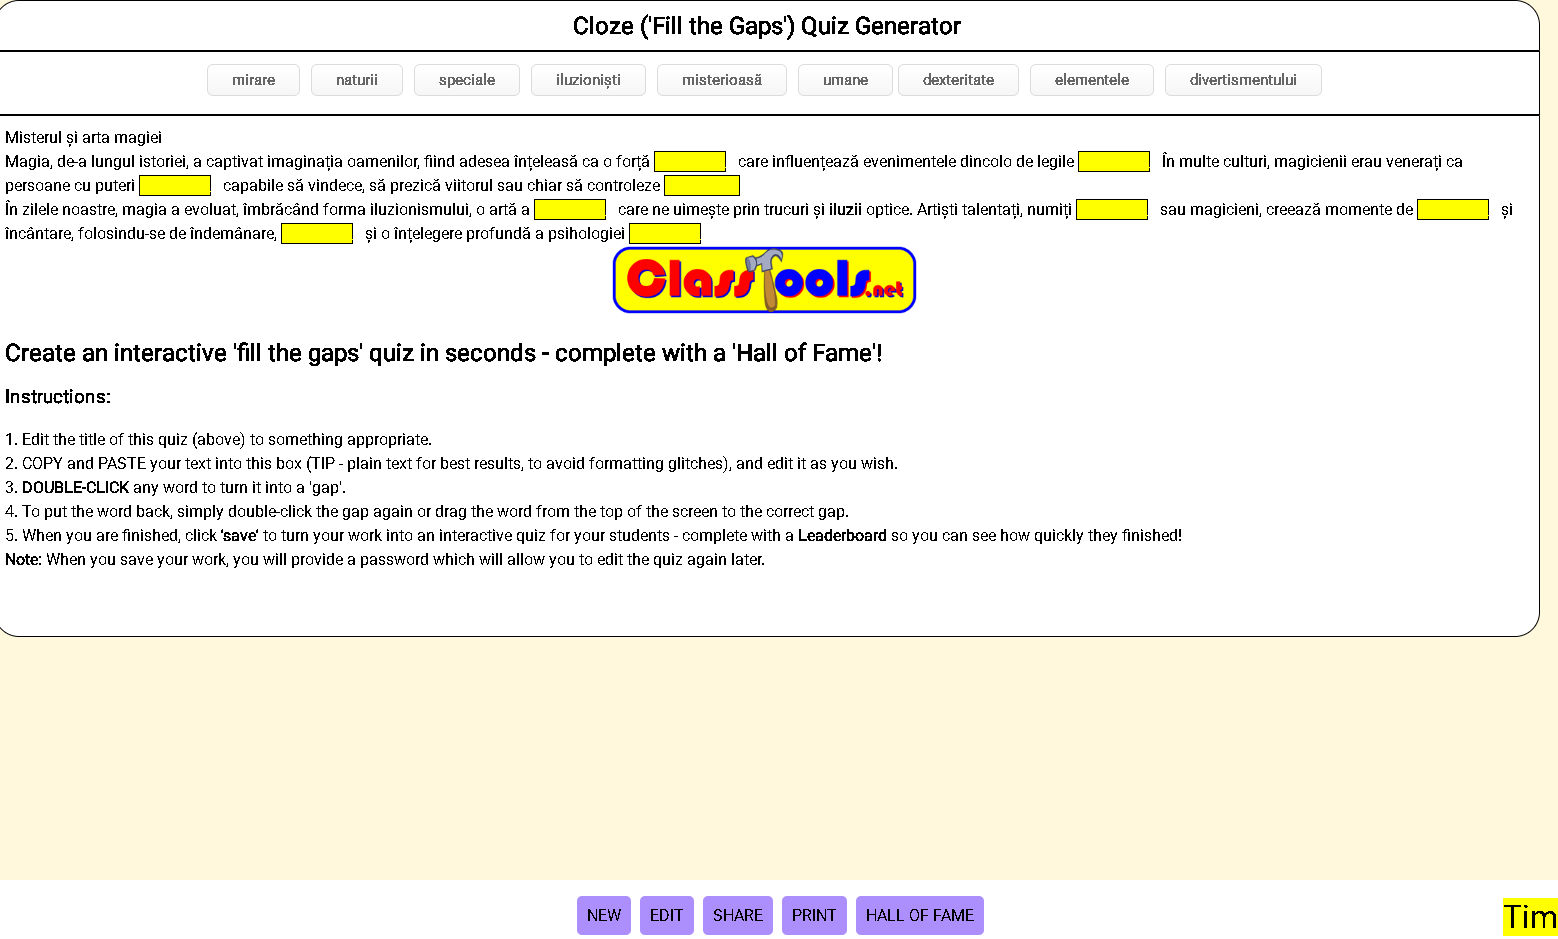 Cloze ('Fill the Gaps') Quiz Generator
mirare naturii speciale iluzioniști misterioasă umane dexteritate elementele divertismentului
Misterul și arta magiei
Magia, de-a lungul istoriei, a captivat imaginația oamenilor, fiind adesea înțeleasă ca o forță care influențează evenimentele dincolo de legile În multe culturi, magicienii erau venerați ca
persoane cu puteri capabile să vindece, să prezică viitorul sau chiar să controleze
În zilele noastre, magia a evoluat, îmbrăcând forma iluzionismului, o artă a care ne uimește prin trucuri și iluzii optice. Artiști talentați, numiți sau magicieni, creează momente de și
încântare, folosindu-se de îndemânare, și o înțelegere profundă a psihologiei
ClassTools.net
Create an interactive 'fill the gaps' quiz in seconds - complete with a 'Hall of Fame'!
Instructions:
1. Edit the title of this quiz (above) to something appropriate.
2. COPY and PASTE your text into this box (TIP - plain text for best results, to avoid formatting glitches), and edit it as you wish.
3. DOUBLE-CLICK any word to turn it into a 'gap'.
4. To put the word back, simply double-click the gap again or drag the word from the top of the screen to the correct gap.
5. When you are finished, click 'save' to turn your work into an interactive quiz for your students - complete with a Leaderboard so you can see how quickly they finished!
Note: When you save your work, you will provide a password which will allow you to edit the quiz again later.
NEW EDIT SHARE PRINT HALL OF FAME
Tim